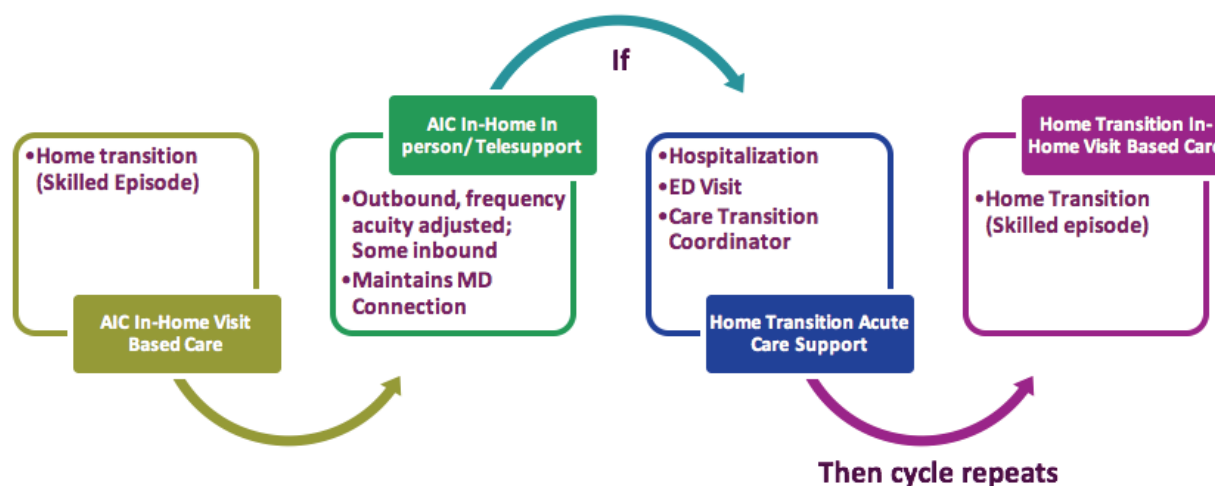 If
•Home transition
(Skilled Episode)
AIC In-Home Visit
Based Care
AIC In-Home In
person/ Telesupport
•Outbound, frequency
acuity adjusted;
Some inbound
•Maintains MD
Connection
•Hospitalization
•ED Visit
•Care Transition
Coordinator
Home Transition Acute
Care Support
Home Transition In-
Home Visit Based Care
•Home Transition
(Skilled episode)
Then cycle repeats